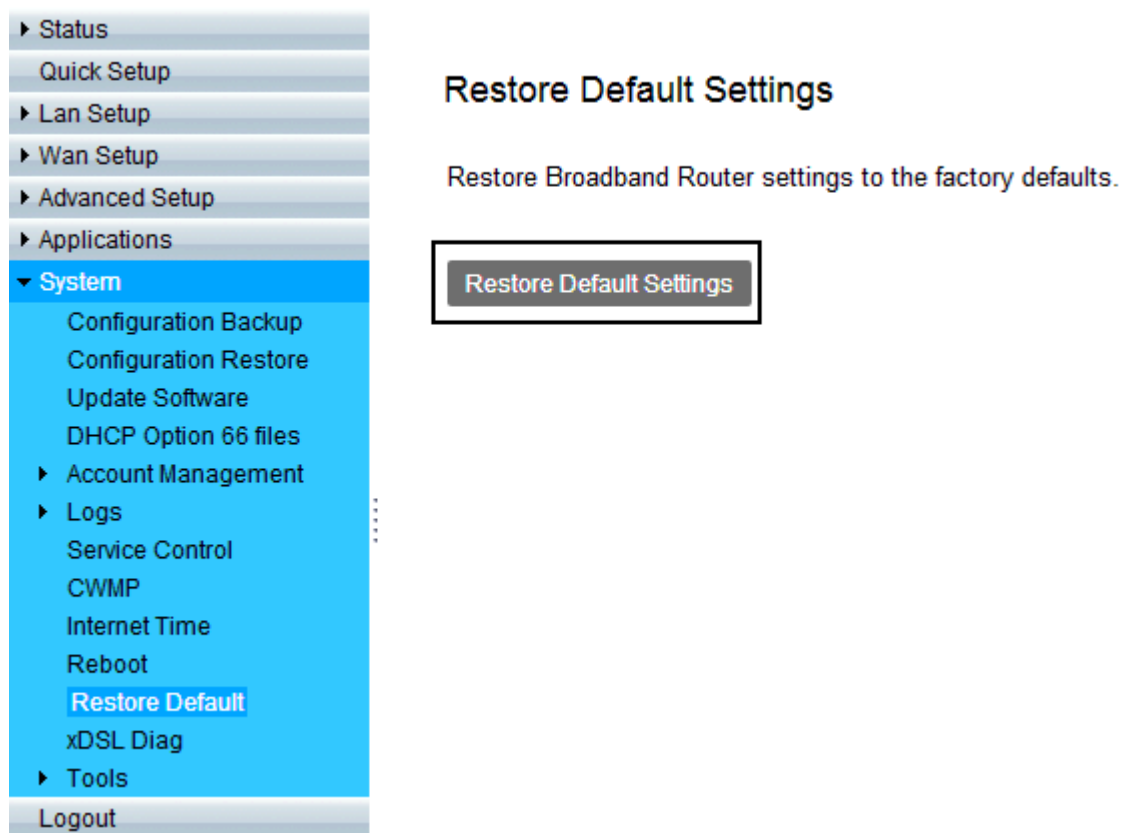 Status
Quick Setup
Lan Setup
Wan Setup
Advanced Setup
Applications
System
Configuration Backup
Configuration Restore
Update Software
DHCP Option 66 files
Account Management
Logs
Service Control
CWMP
Internet Time
Reboot
Restore Default
xDSL Diag
Tools
Logout
Restore Default Settings
Restore Broadband Router settings to the factory defaults.
Restore Default Settings